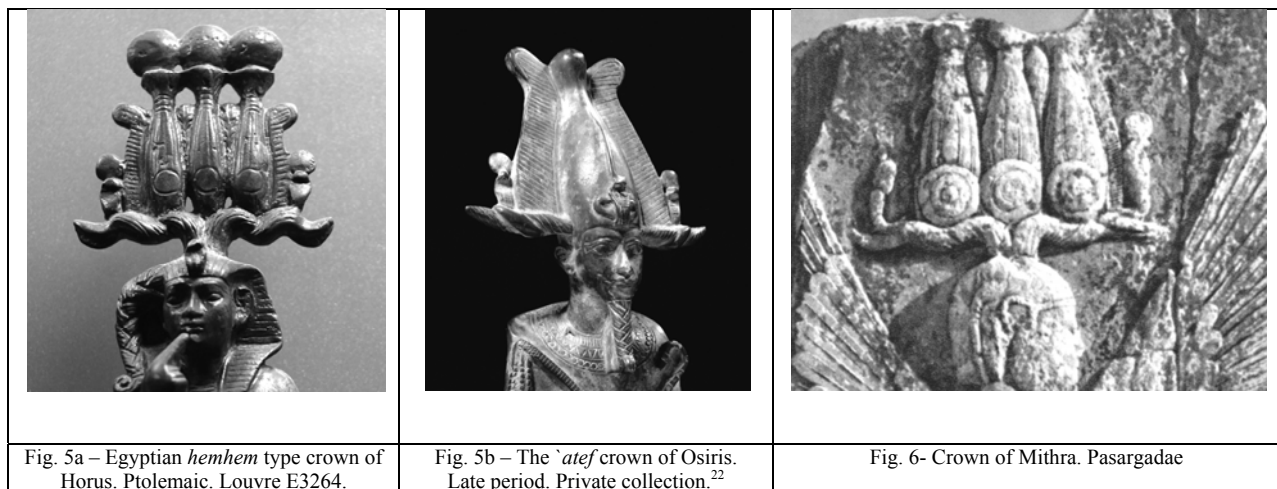 Fig. 5a – Egyptian hemhem type crown of
Horus. Ptolemaic. Louvre E3264.
Fig. 5b – The `atef crown of Osiris.
Late period. Private collection.22
Fig. 6- Crown of Mithra. Pasargadae